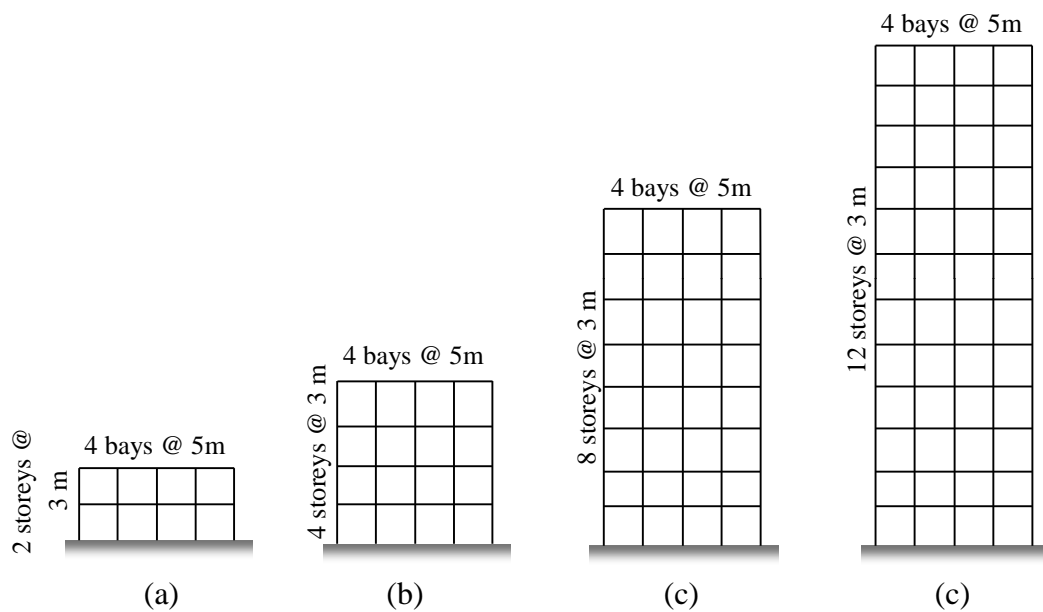 4 bays @ 5m
2 storeys @
3 m
(a)
4 bays @ 5m
4 storeys @ 3 m
(b)
4 bays @ 5m
8 storeys @ 3 m
(c)
4 bays @ 5m
12 storeys @ 3 m
(c)